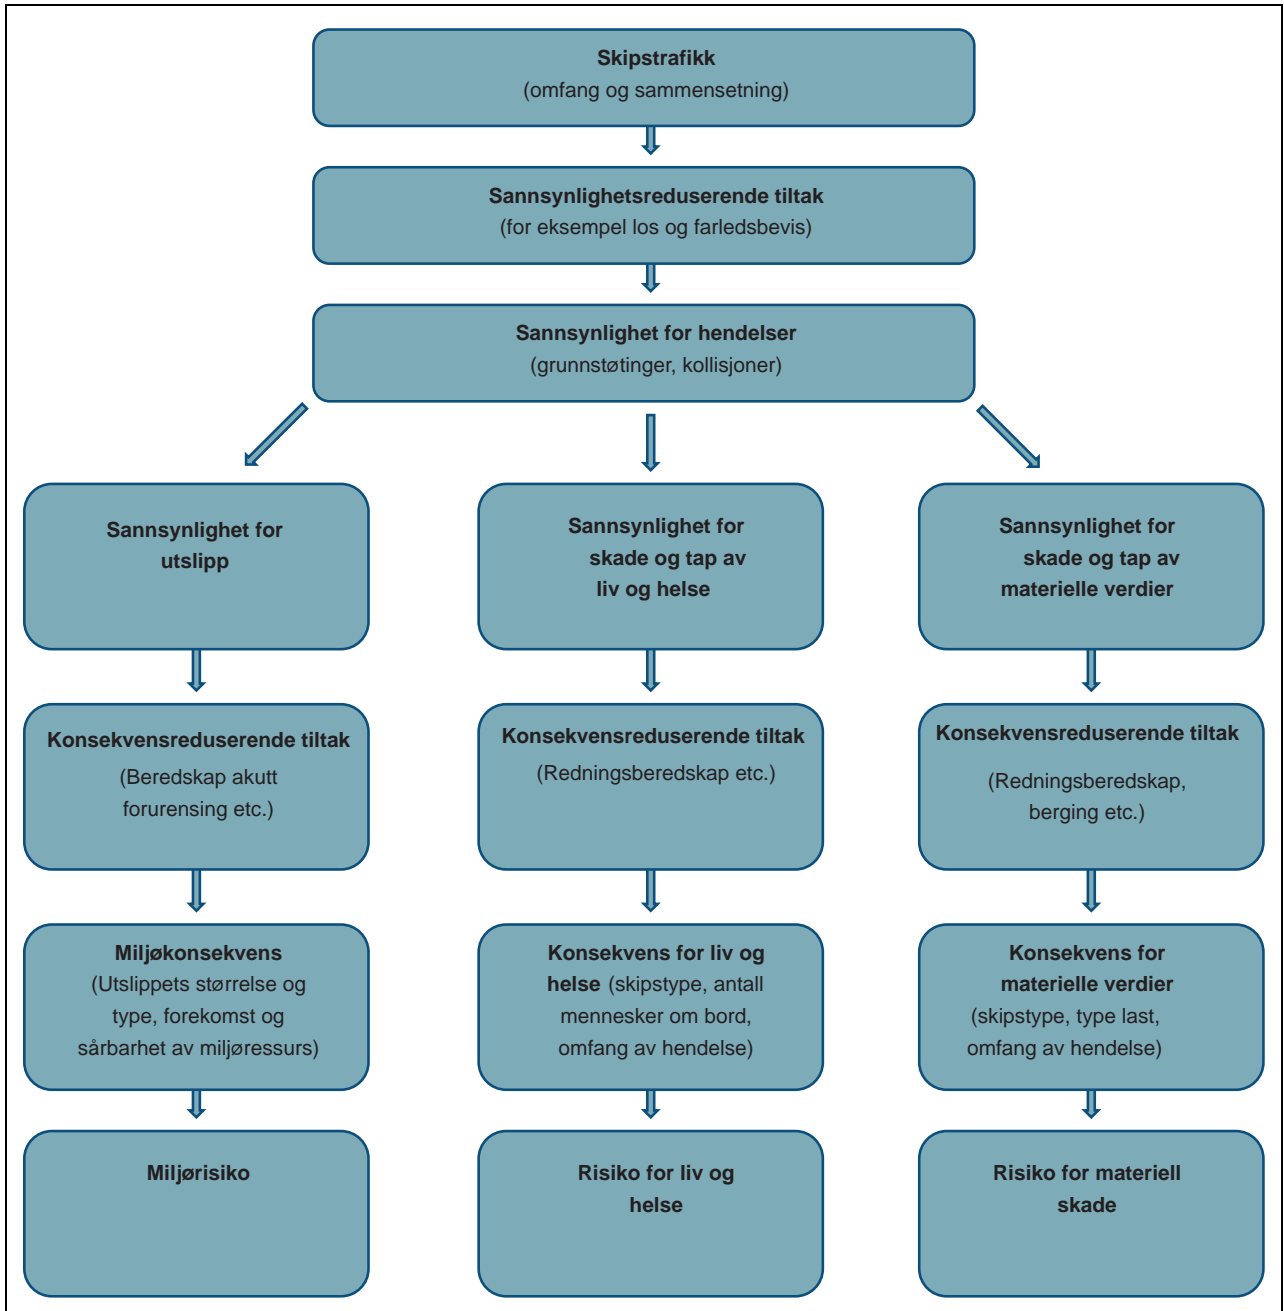 Skipstrafikk
(omfang og sammensetning)
Sannsynlighetsreduserende tiltak
(for eksempel los og farledsbevis)
Sannsynlighet for hendelser
(grunnstøtinger, kollisjoner)
Sannsynlighet for
utslipp
Sannsynlighet for
skade og tap av
liv og helse
Sannsynlighet for
skade og tap av
materielle verdier
Konsekvensreduserende tiltak
(Beredskap akutt
forurensing etc.)
Konsekvensreduserende tiltak
(Redningsberedskap etc.)
Konsekvensreduserende tiltak
(Redningsberedskap,
berging etc.)
Miljøkonsekvens
(Utslippets størrelse og
type, forekomst og
sårbarhet av miljøressurs)
Konsekvens for liv og
helse (skipstype, antall
mennesker om bord,
omfang av hendelse)
Konsekvens for
materielle verdier
(skipstype, type last,
omfang av hendelse)
Miljørisiko
Risiko for liv og
helse
Risiko for materiell
skade